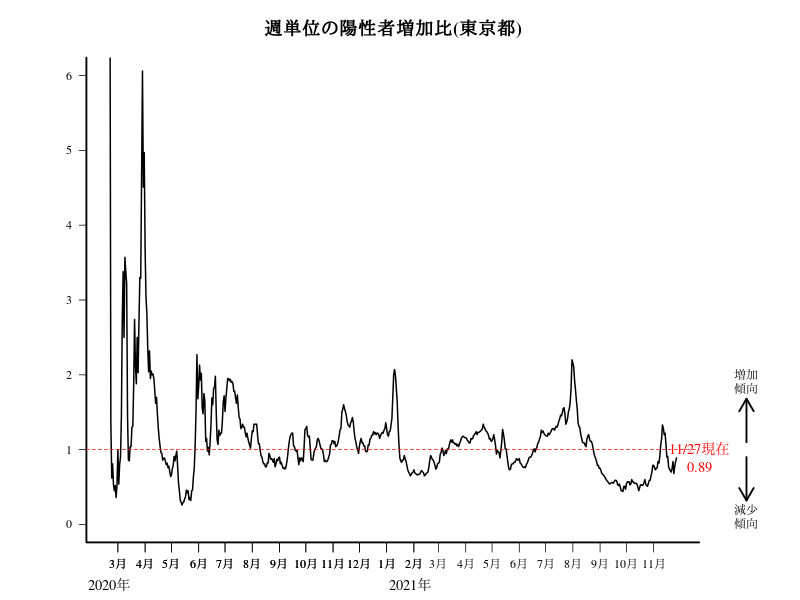 週単位の陽性者増加比(東京都)
6
5
4
3
2
1
0
増加
傾向
11/27現在
0.89
減少
傾向
3月 4月 5月 6月 7月 8月 9月 10月 11月 12月 1月 2月 3月 4月 5月 6月 7月 8月 9月 10月 11月
2020年 2021年